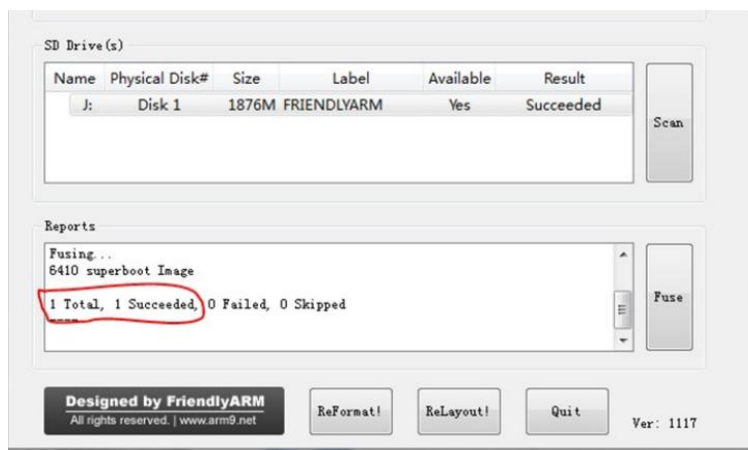 SD Drive(s)
Name Physical Disk# Size Label Available Result
J: Disk 1 1876M FRIENDLYARM Yes Succeeded
Scan
Reports
Fusing...
6410 superboot Image
1 Total, 1 Succeeded, 0 Failed, 0 Skipped
====
Fuse
Designed by FriendlyARM
All rights reserved. | www.arm9.net
ReFormat!
ReLayout!
Quit
Ver: 1117